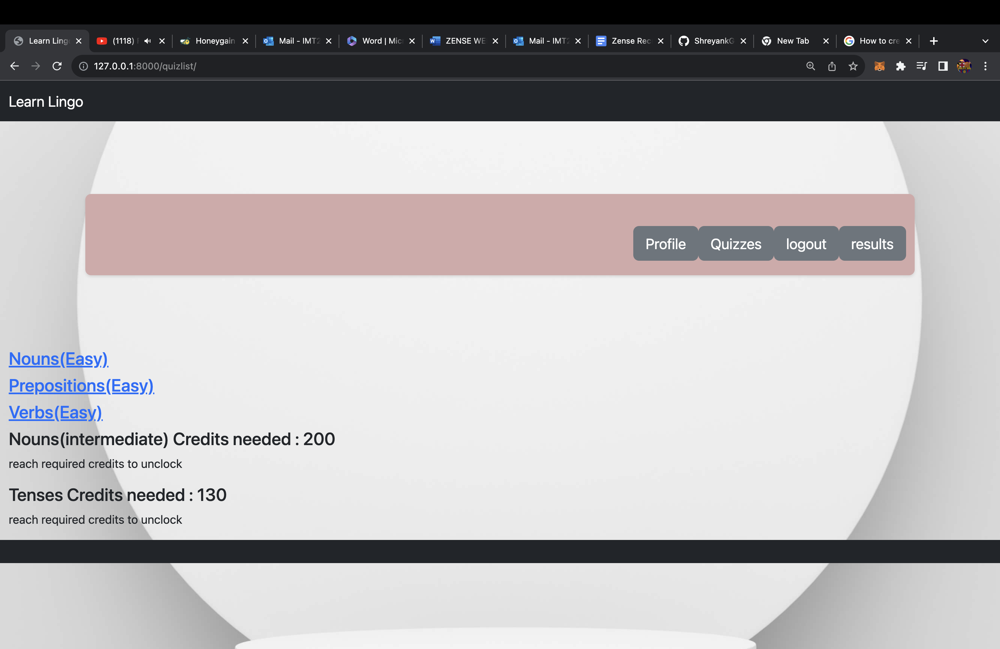 Learn Ling
(1118)
Honeygain
Mail - IMT2
Word | Mic
ZENSE WE
Mail - IMT2
Zense Rec
ShreyankG
New Tab
How to cre
127.0.0.1:8000/quizlist/
Learn Lingo
Profile Quizzes logout results
Nouns(Easy)
Prepositions(Easy)
Verbs(Easy)
Nouns(intermediate) Credits needed : 200
reach required credits to unclock
Tenses Credits needed : 130
reach required credits to unclock